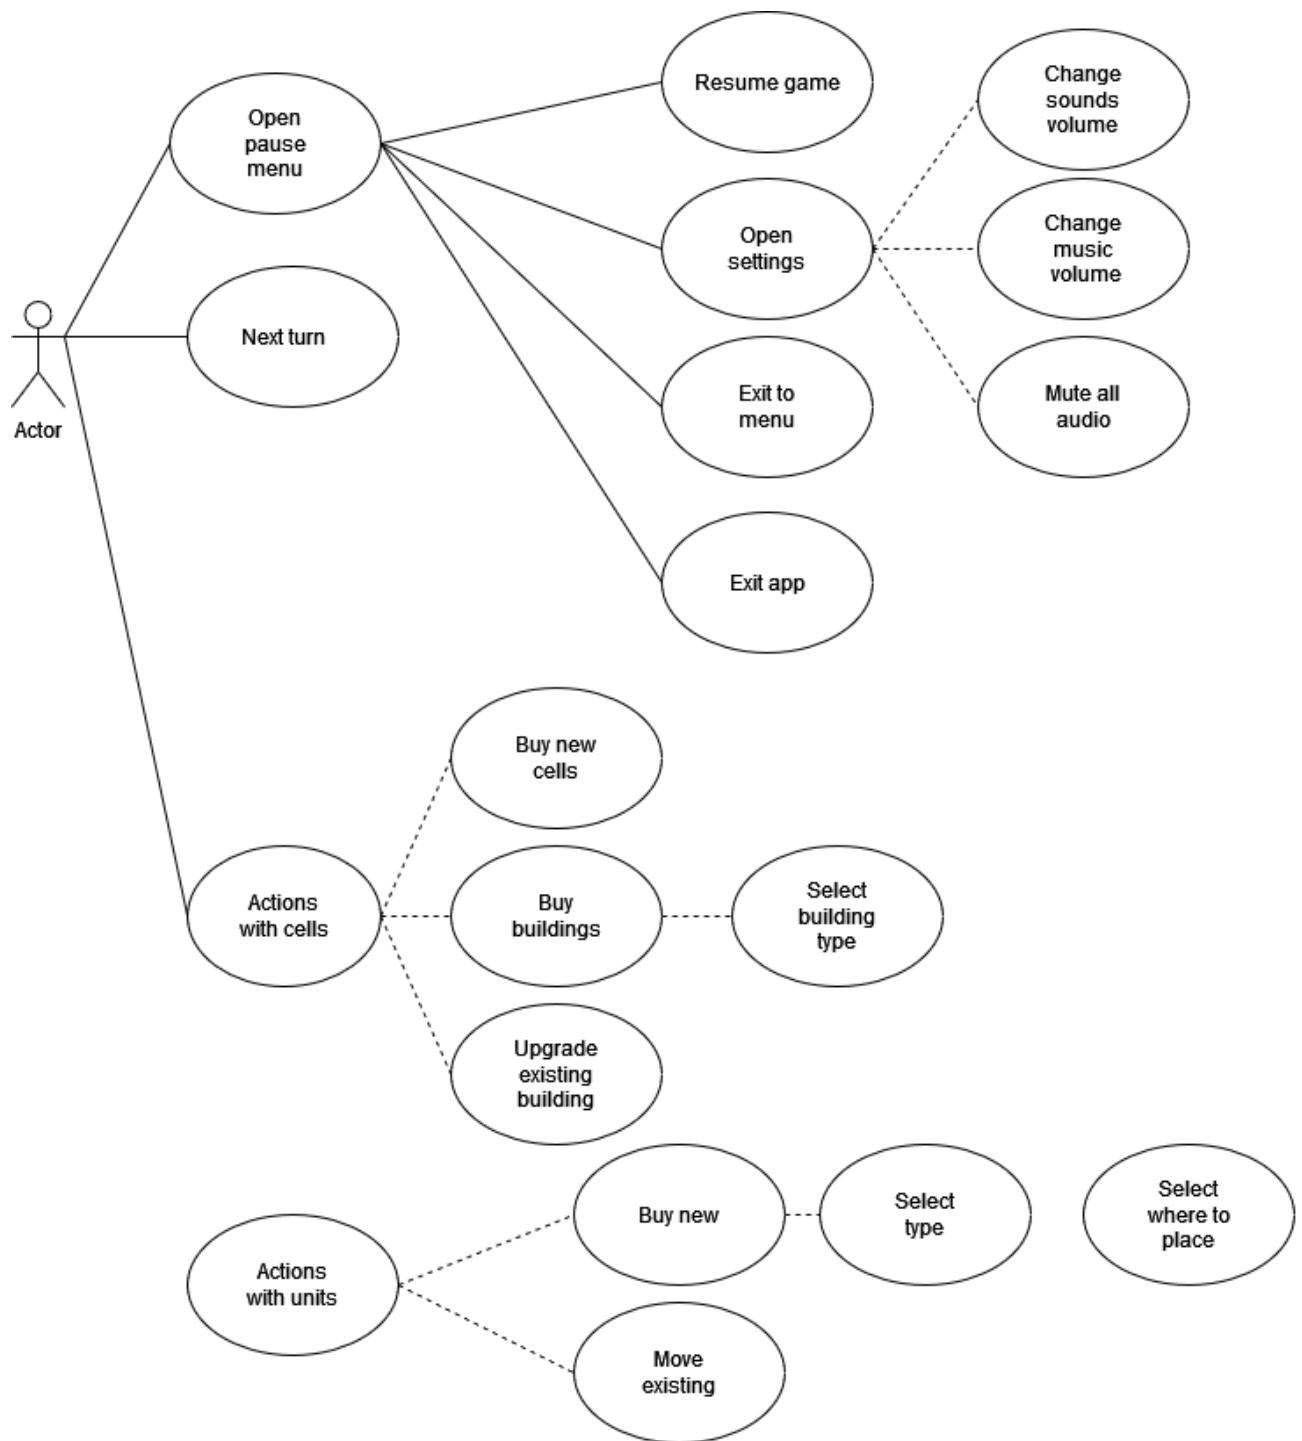 Open
pause
menu
Resume game
Change
sounds
volume
Open
settings
Change
music
volume
Next turn
Actor
Exit to
menu
Mute all
audio
Exit app
Buy new
cells
Actions
with cells
Buy
buildings
Select
building
type
Upgrade
existing
building
Actions
with units
Buy new
Select
type
Select
where to
place
Move
existing